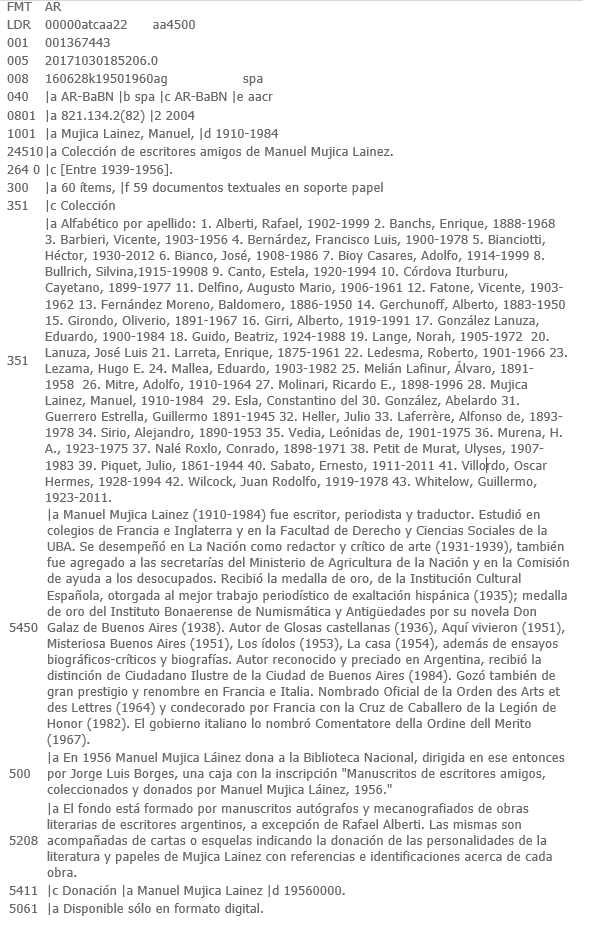 FMT AR
LDR 00000atcaa22 aa4500
001 001367443
005 20171030185206.0
008 160628k19501960ag spa
040 |a AR-BaBN |b spa |c AR-BaBN |e aacr
0801 |a 821.134.2(82) |2 2004
1001 |a Mujica Lainez, Manuel, |d 1910-1984
24510 |a Colección de escritores amigos de Manuel Mujica Lainez.
264 0 |c [Entre 1939-1956].
300 |a 60 ítems, |f 59 documentos textuales en soporte papel
351 |c Colección
|a Alfabético por apellido: 1. Alberti, Rafael, 1902-1999 2. Banchs, Enrique, 1888-1968
3. Barbieri, Vicente, 1903-1956 4. Bernárdez, Francisco Luis, 1900-1978 5. Bianciotti,
Héctor, 1930-2012 6. Bianco, José, 1908-1986 7. Bioy Casares, Adolfo, 1914-1999 8.
Bullrich, Silvina,1915-19908 9. Canto, Estela, 1920-1994 10. Córdova Iturburu,
Cayetano, 1899-1977 11. Delfino, Augusto Mario, 1906-1961 12. Fatone, Vicente, 1903-
1962 13. Fernández Moreno, Baldomero, 1886-1950 14. Gerchunoff, Alberto, 1883-1950
15. Girondo, Oliverio, 1891-1967 16. Girri, Alberto, 1919-1991 17. González Lanuza,
Eduardo, 1900-1984 18. Guido, Beatriz, 1924-1988 19. Lange, Norah, 1905-1972 20.
351 Lanuza, José Luis 21. Larreta, Enrique, 1875-1961 22. Ledesma, Roberto, 1901-1966 23.
Lezama, Hugo E. 24. Mallea, Eduardo, 1903-1982 25. Melián Lafinur, Álvaro, 1891-
1958 26. Mitre, Adolfo, 1910-1964 27. Molinari, Ricardo E., 1898-1996 28. Mujica
Lainez, Manuel, 1910-1984 29. Esla, Constantino del 30. González, Abelardo 31.
Guerrero Estrella, Guillermo 1891-1945 32. Heller, Julio 33. Laferrère, Alfonso de, 1893-
1978 34. Sirio, Alejandro, 1890-1953 35. Vedia, Leónidas de, 1901-1975 36. Murena, H.
A., 1923-1975 37. Nalé Roxlo, Conrado, 1898-1971 38. Petit de Murat, Ulyses, 1907-
1983 39. Piquet, Julio, 1861-1944 40. Sabato, Ernesto, 1911-2011 41. Villordo, Oscar
Hermes, 1928-1994 42. Wilcock, Juan Rodolfo, 1919-1978 43. Whitelow, Guillermo,
1923-2011.
|a Manuel Mujica Lainez (1910-1984) fue escritor, periodista y traductor. Estudió en
colegios de Francia e Inglaterra y en la Facultad de Derecho y Ciencias Sociales de la
UBA. Se desempeñó en La Nación como redactor y crítico de arte (1931-1939), también
fue agregado a las secretarías del Ministerio de Agricultura de la Nación y en la Comisión
de ayuda a los desocupados. Recibió la medalla de oro, de la Institución Cultural
Española, otorgada al mejor trabajo periodístico de exaltación hispánica (1935); medalla
de oro del Instituto Bonaerense de Numismática y Antigüedades por su novela Don
5450 Galaz de Buenos Aires (1938). Autor de Glosas castellanas (1936), Aquí vivieron (1951),
Misteriosa Buenos Aires (1951), Los ídolos (1953), La casa (1954), además de ensayos
biográficos-críticos y biografías. Autor reconocido y preciado en Argentina, recibió la
distinción de Ciudadano Ilustre de la Ciudad de Buenos Aires (1984). Gozó también de
gran prestigio y renombre en Francia e Italia. Nombrado Oficial de la Orden des Arts et
des Lettres (1964) y condecorado por Francia con la Cruz de Caballero de la Legión de
Honor (1982). El gobierno italiano lo nombró Comentatore della Ordine dell Merito
(1967).
|a En 1956 Manuel Mujica Láinez dona a la Biblioteca Nacional, dirigida en ese entonces
500 por Jorge Luis Borges, una caja con la inscripción "Manuscritos de escritores amigos,
coleccionados y donados por Manuel Mujica Láinez, 1956."
|a El fondo está formado por manuscritos autógrafos y mecanografiados de obras
literarias de escritores argentinos, a excepción de Rafael Alberti. Las mismas son
5208 acompañadas de cartas o esquelas indicando la donación de las personalidades de la
literatura y papeles de Mujica Lainez con referencias e identificaciones acerca de cada
obra.
5411 |c Donación |a Manuel Mujica Lainez |d 19560000.
5061 |a Disponible sólo en formato digital.